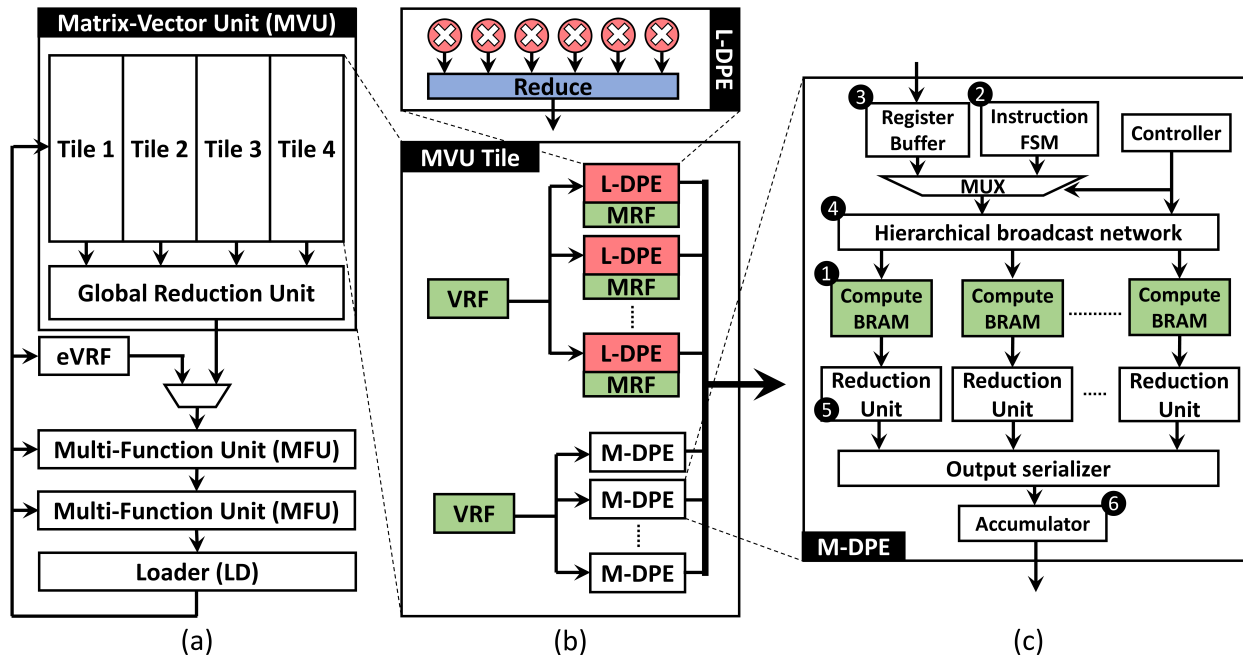 Matrix-Vector Unit (MVU)
Tile 1 Tile 2 Tile 3 Tile 4
Global Reduction Unit
eVRF
Multi-Function Unit (MFU)
Multi-Function Unit (MFU)
Loader (LD)
(a)
L-DPE
Reduce
MVU Tile
L-DPE
MRF
L-DPE
MRF
VRF
L-DPE
MRF
M-DPE
VRF
M-DPE
M-DPE
(b)
3
Register
Buffer
2
Instruction
FSM
Controller
MUX
4
Hierarchical broadcast network
1
Compute
BRAM
Compute
BRAM
Compute
BRAM
Reduction
Unit
5
Reduction
Unit
Reduction
Unit
Output serializer
Accumulator
6
M-DPE
(c)